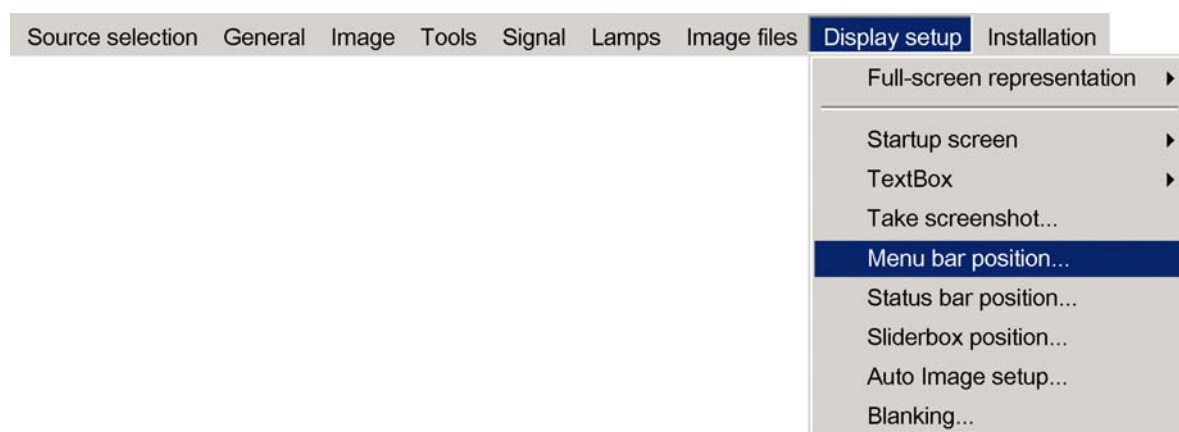 Source selection General Image Tools Signal Lamps Image files Display setup Installation
Full-screen representation
Startup screen
TextBox
Take screenshot...
Menu bar position...
Status bar position...
Sliderbox position...
Auto Image setup...
Blanking...